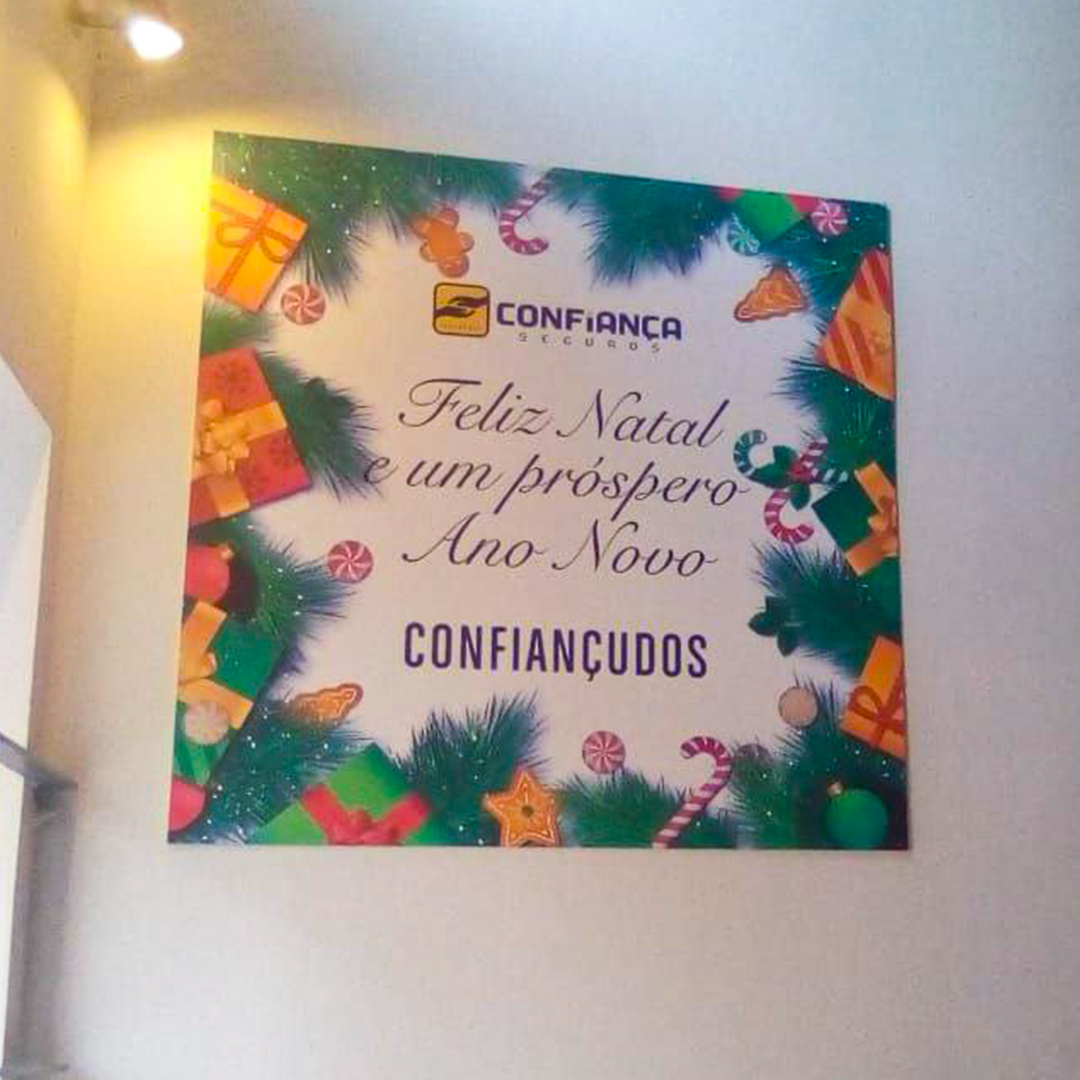 CONFiANÇA
SEGUROS
Feliz Natal
e um próspero
Ano Novo
CONFIANÇUDOS